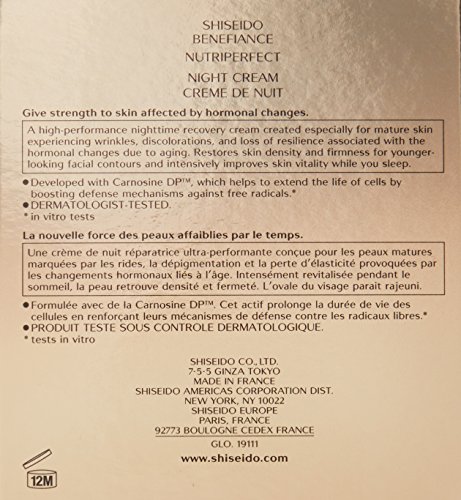 SHISEIDO
BENEFIANCE
NUTRIPERFECT
NIGHT CREAM
CREME DE NUIT
Give strength to skin affected by hormonal changes.
A high-performance nighttime recovery cream created especially for mature skin
experiencing wrinkles, discolorations, and loss of resilience associated with the
hormonal changes due to aging. Restores skin density and firmness for younger-
looking facial contours and intensively improves skin vitality while you sleep.
●Developed with Carnosine DP™, which helps to extend the life of cells by
boosting defense mechanisms against free radicals.*
●DERMATOLOGIST-TESTED.
* in vitro tests
La nouvelle force des peaux affaiblies par le temps.
Une crème de nuit réparatrice ultra-performante conçue pour les peaux matures
marquées par les rides, la dépigmentation et la perte d'élasticité provoquées par
les changements hormonaux liés à l'âge. Intensément revitalisée pendant le
sommeil, la peau retrouve densité et fermeté. L'ovale du visage parait rajeuni.
●Formulée avec de la Carnosine DP™. Cet actif prolonge la durée de vie des
cellules en renforçant leurs mécanismes de défense contre les radicaux libres.*
●PRODUIT TESTE SOUS CONTROLE DERMATOLOGIQUE.
* tests in vitro
SHISEIDO CO., LTD.
7-5-5 GINZA TOKYO
MADE IN FRANCE
SHISEIDO AMERICAS CORPORATION DIST.
NEW YORK, NY 10022
SHISEIDO EUROPE
PARIS, FRANCE
92773 BOULOGNE CEDEX FRANCE
GLO. 19111
www.shiseido.com
12M